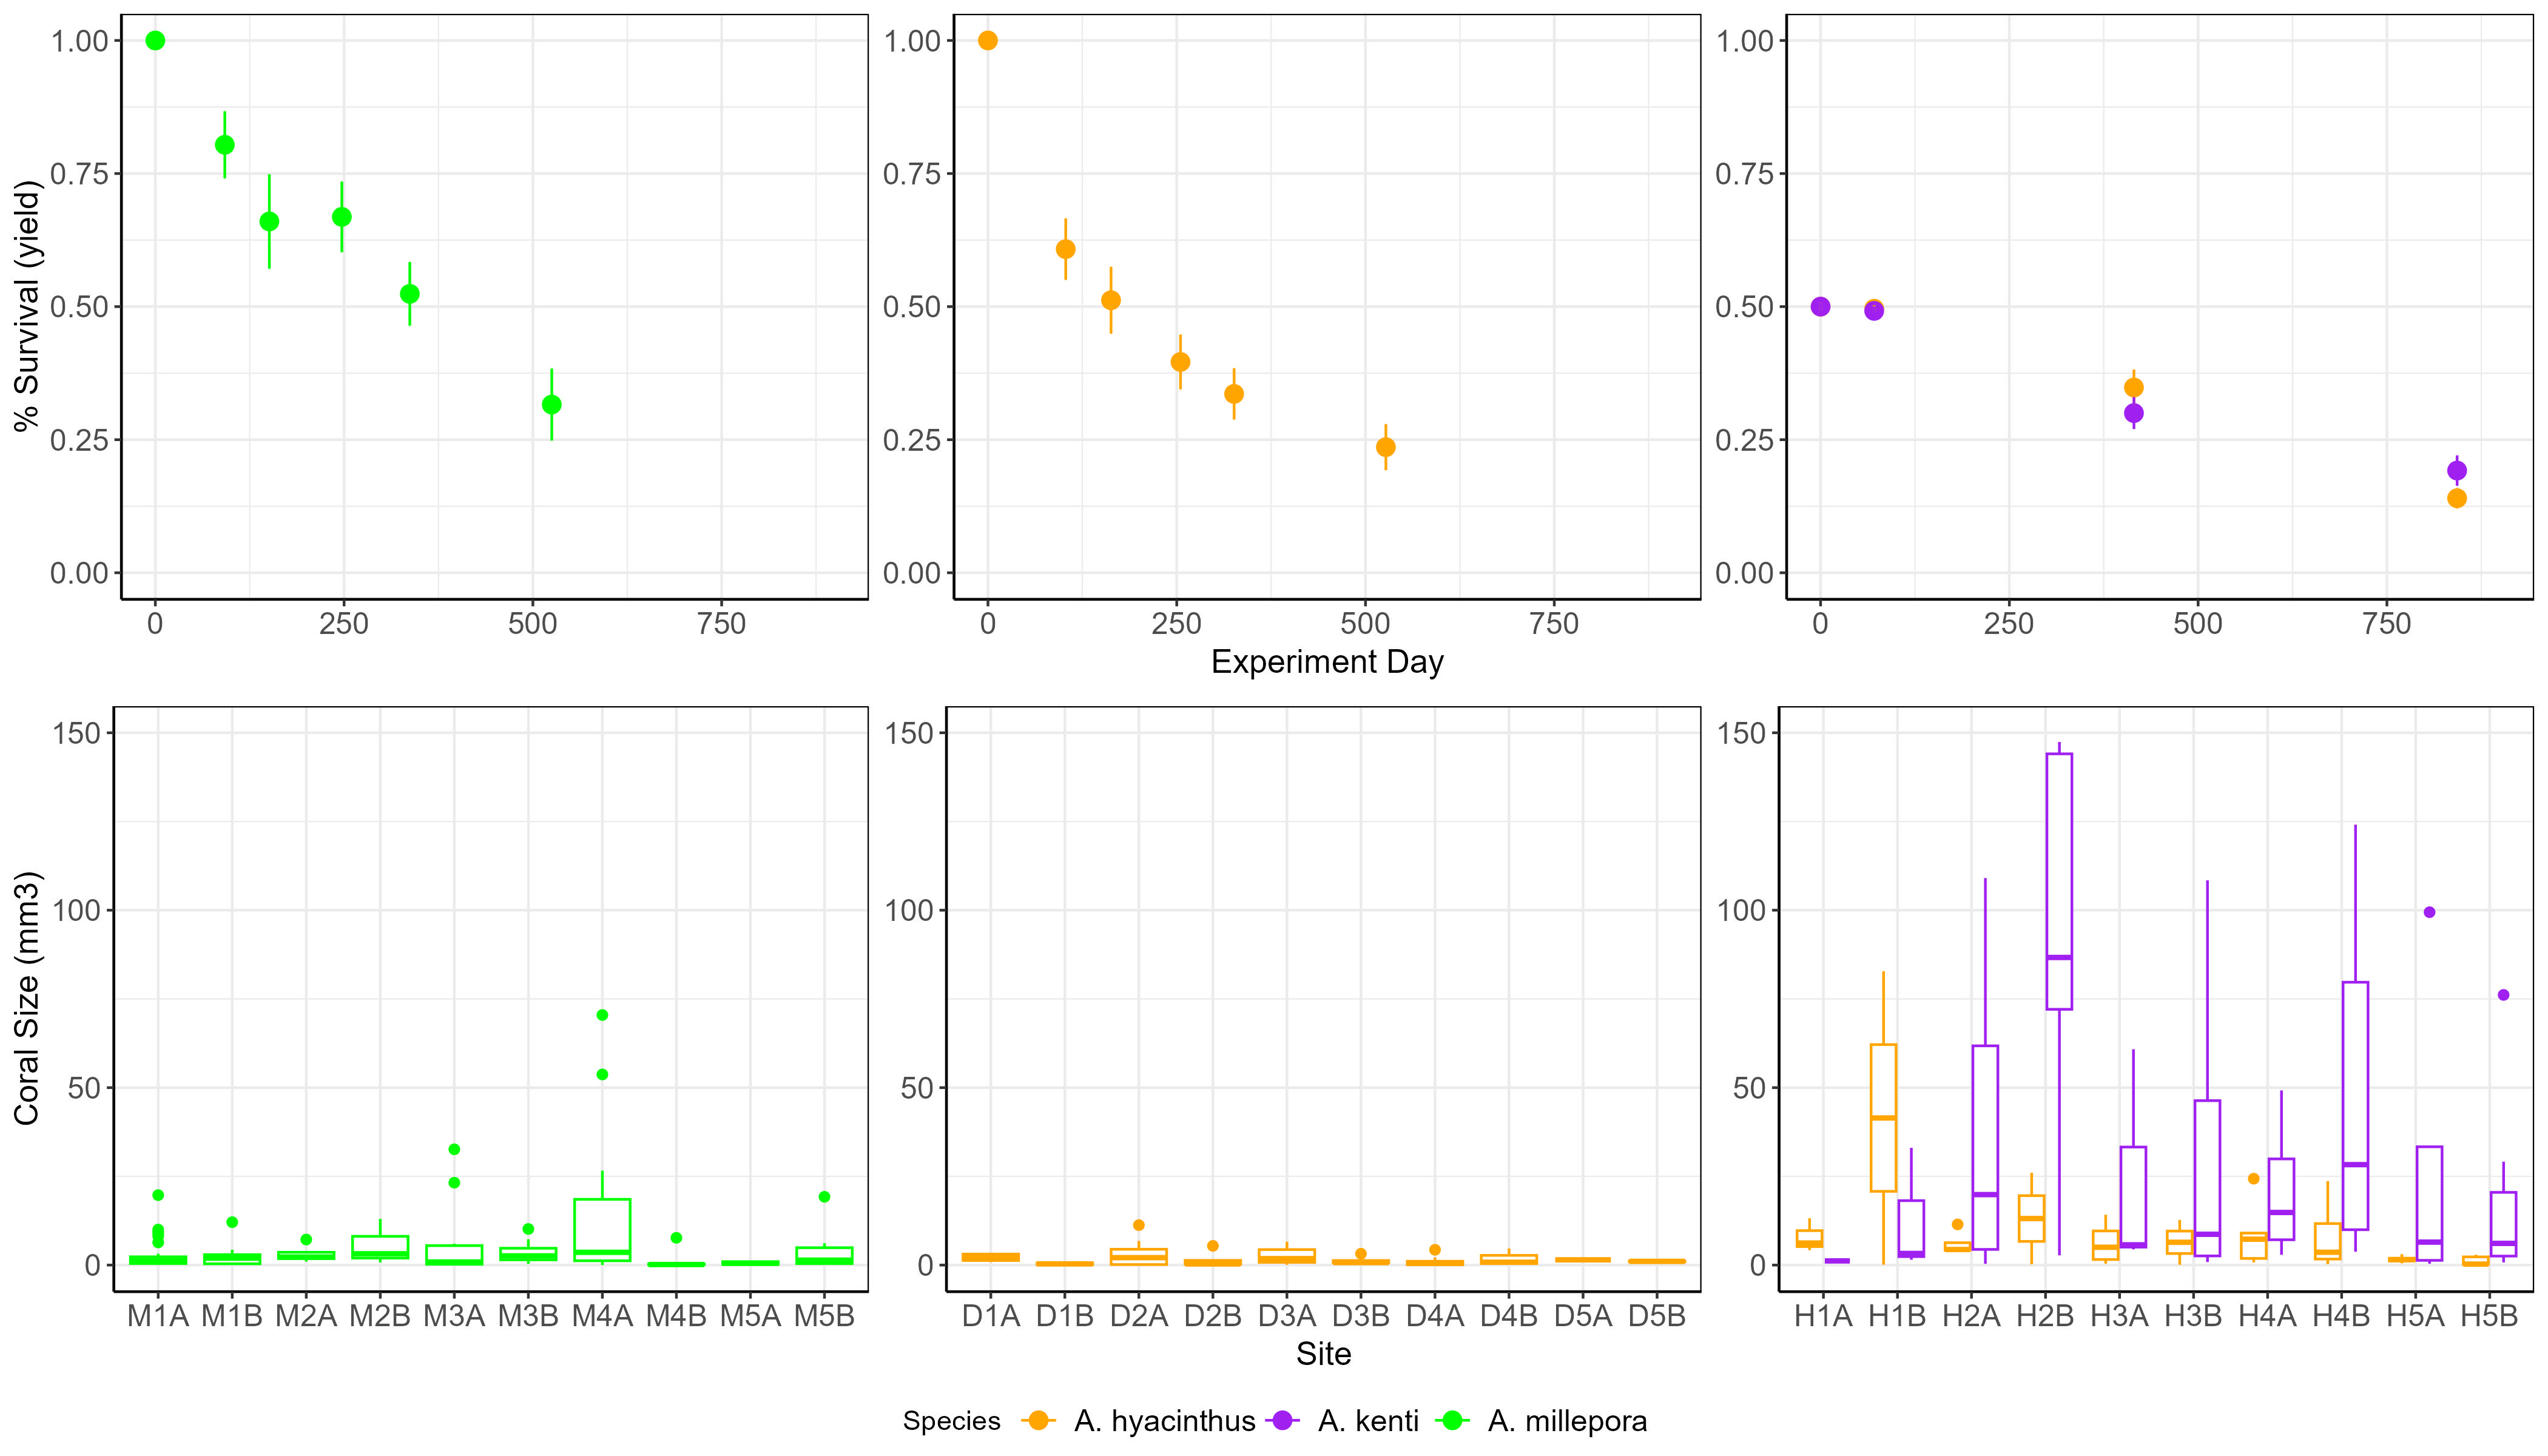 % Survival (yield)
1.00
0.75
0.50
0.25
0.00
0 250 500 750
1.00
0.75
0.50
0.25
0.00
0 250 500 750
1.00
0.75
0.50
0.25
0.00
0 250 500 750
Experiment Day
Coral Size (mm3)
150
100
50
0
M1A M1B M2A M2B M3A M3B M4A M4B M5A M5B
150
100
50
0
D1A D1B D2A D2B D3A D3B D4A D4B D5A D5B
150
100
50
0
H1A H1B H2A H2B H3A H3B H4A H4B H5A H5B
Site
Species A. hyacinthus A. kenti A. millepora